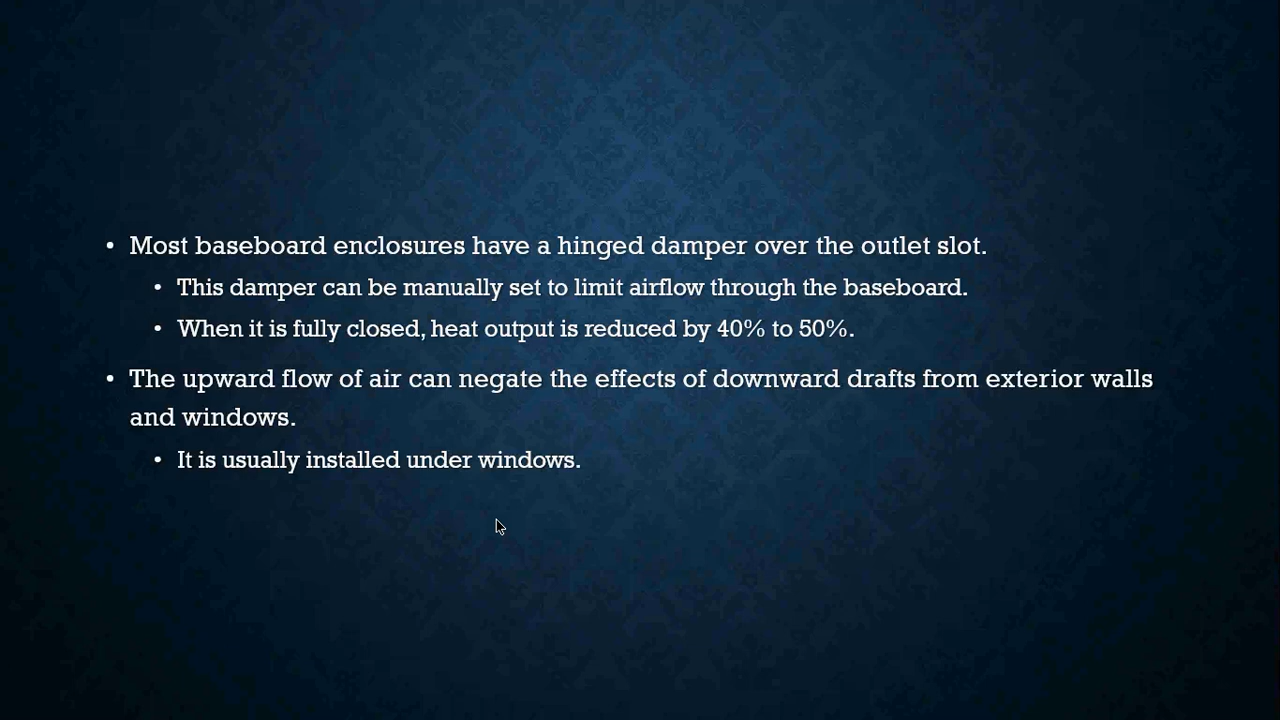 • Most baseboard enclosures have a hinged damper over the outlet slot.
• This damper can be manually set to limit airflow through the baseboard.
• When it is fully closed, heat output is reduced by 40% to 50%.
• The upward flow of air can negate the effects of downward drafts from exterior walls
and windows.
• It is usually installed under windows.